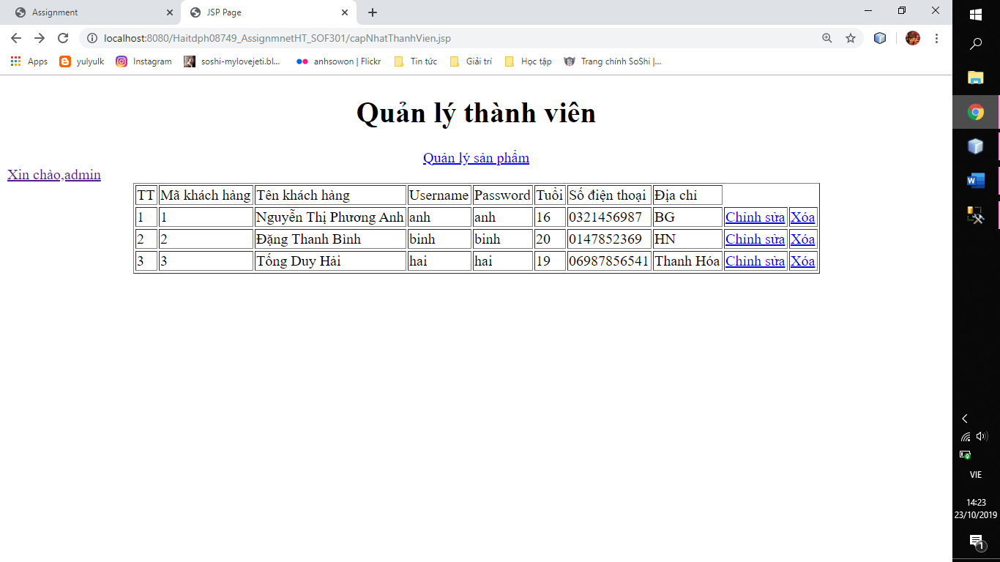 Assignment
JSP Page
localhost:8080/Haitdph08749_AssignmnetHT_SOF301/capNhatThanhVien.jsp
Apps yulyulk Instagram soshi-mylovejeti.bl... anhsowon | Flickr Tin tức Giải trí Học tập Trang chính SoShi |...
Quản lý thành viên
Quản lý sản phẩm
Xin chào,admin
TT Mã khách hàng Tên khách hàng Username Password Tuổi Số điện thoại Địa chỉ
1 1 Nguyễn Thị Phương Anh anh anh 16 0321456987 BG Chỉnh sửa Xóa
2 2 Đặng Thanh Bình binh binh 20 0147852369 HN Chỉnh sửa Xóa
3 3 Tống Duy Hải hai hai 19 06987856541 Thanh Hóa Chỉnh sửa Xóa
VIE
14:23
23/10/2019
1